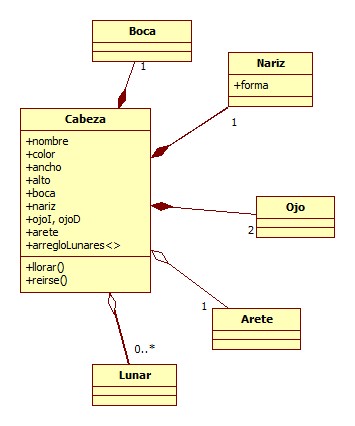 Boca
1
Nariz
+forma
1
Cabeza
+nombre
+color
+ancho
+alto
+boca
+nariz
+ojoI, ojoD
+arete
+arregloLunares<>
+llorar()
+reirse()
Ojo
2
1
Arete
0..*
Lunar